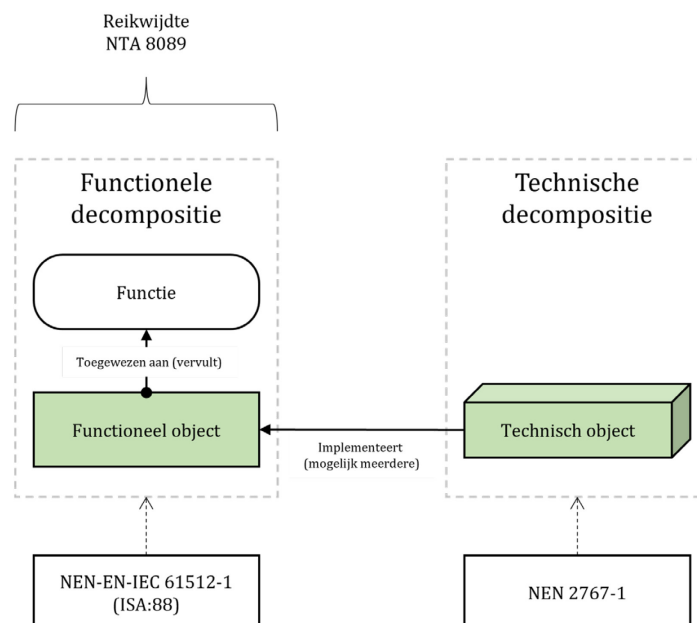 Reikwijdte
NTA 8089
Functionele
decompositie
Technische
decompositie
Functie
Toegewezen aan (vervult)
Functioneel object
Technisch object
Implementeert
(mogelijk meerdere)
NEN-EN-IEC 61512-1
(ISA:88)
NEN 2767-1